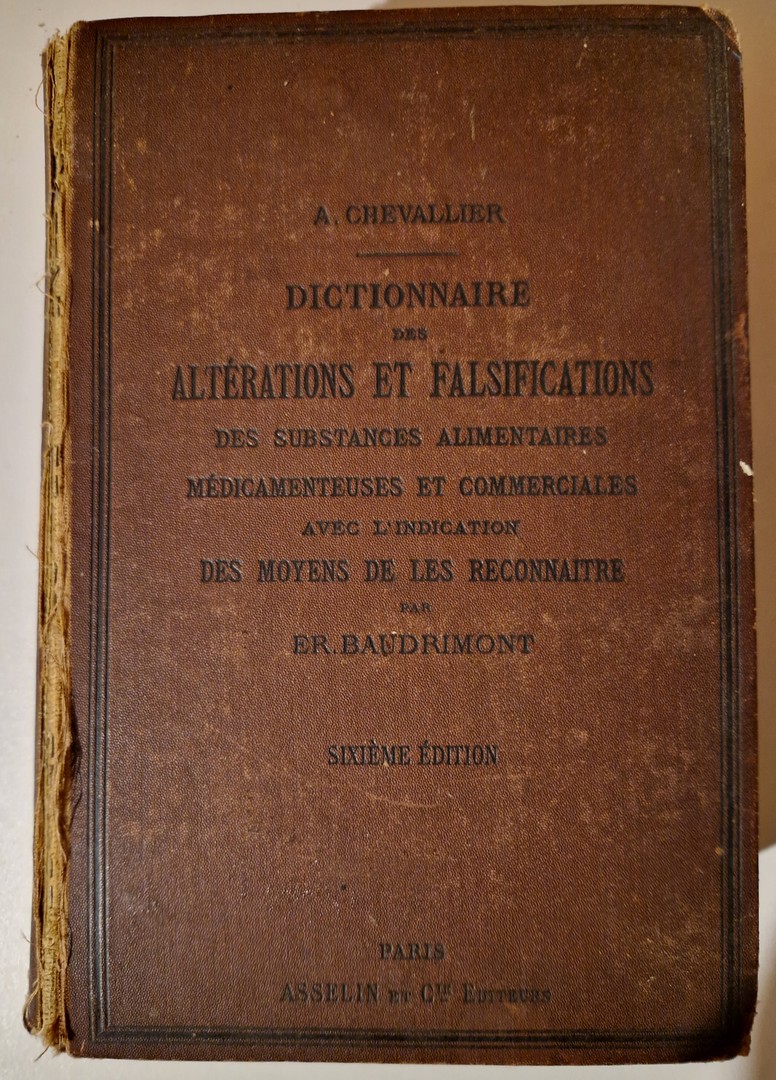 A. CHEVALLIER
DICTIONNAIRE
DES
ALTÉRATIONS ET FALSIFICATIONS
DES SUBSTANCES ALIMENTAIRES
MÉDICAMENTEUSES ET COMMERCIALES
AVEC L'INDICATION
DES MOYENS DE LES RECONNAITRE
PAR
ER. BAUDRIMONT
SIXIÈME ÉDITION
PARIS
ASSELIN ET CIE EDITEURS